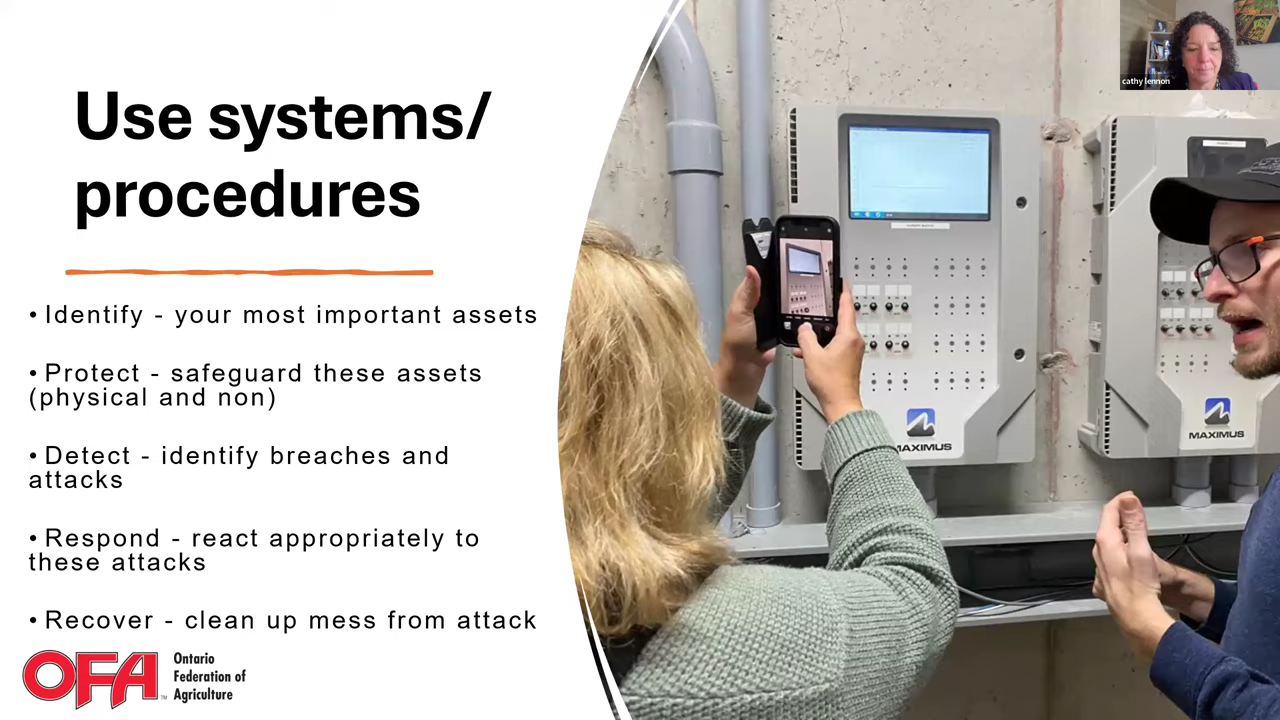 Use systems/
procedures
• Identify - your most important assets
• Protect - safeguard these assets
(physical and non)
• Detect - identify breaches and
attacks
• Respond - react appropriately to
these attacks
• Recover - clean up mess from attack
OFA™
Ontario
Federation of
Agriculture
cathy lennon
MAXIMUS
MAXIMUS